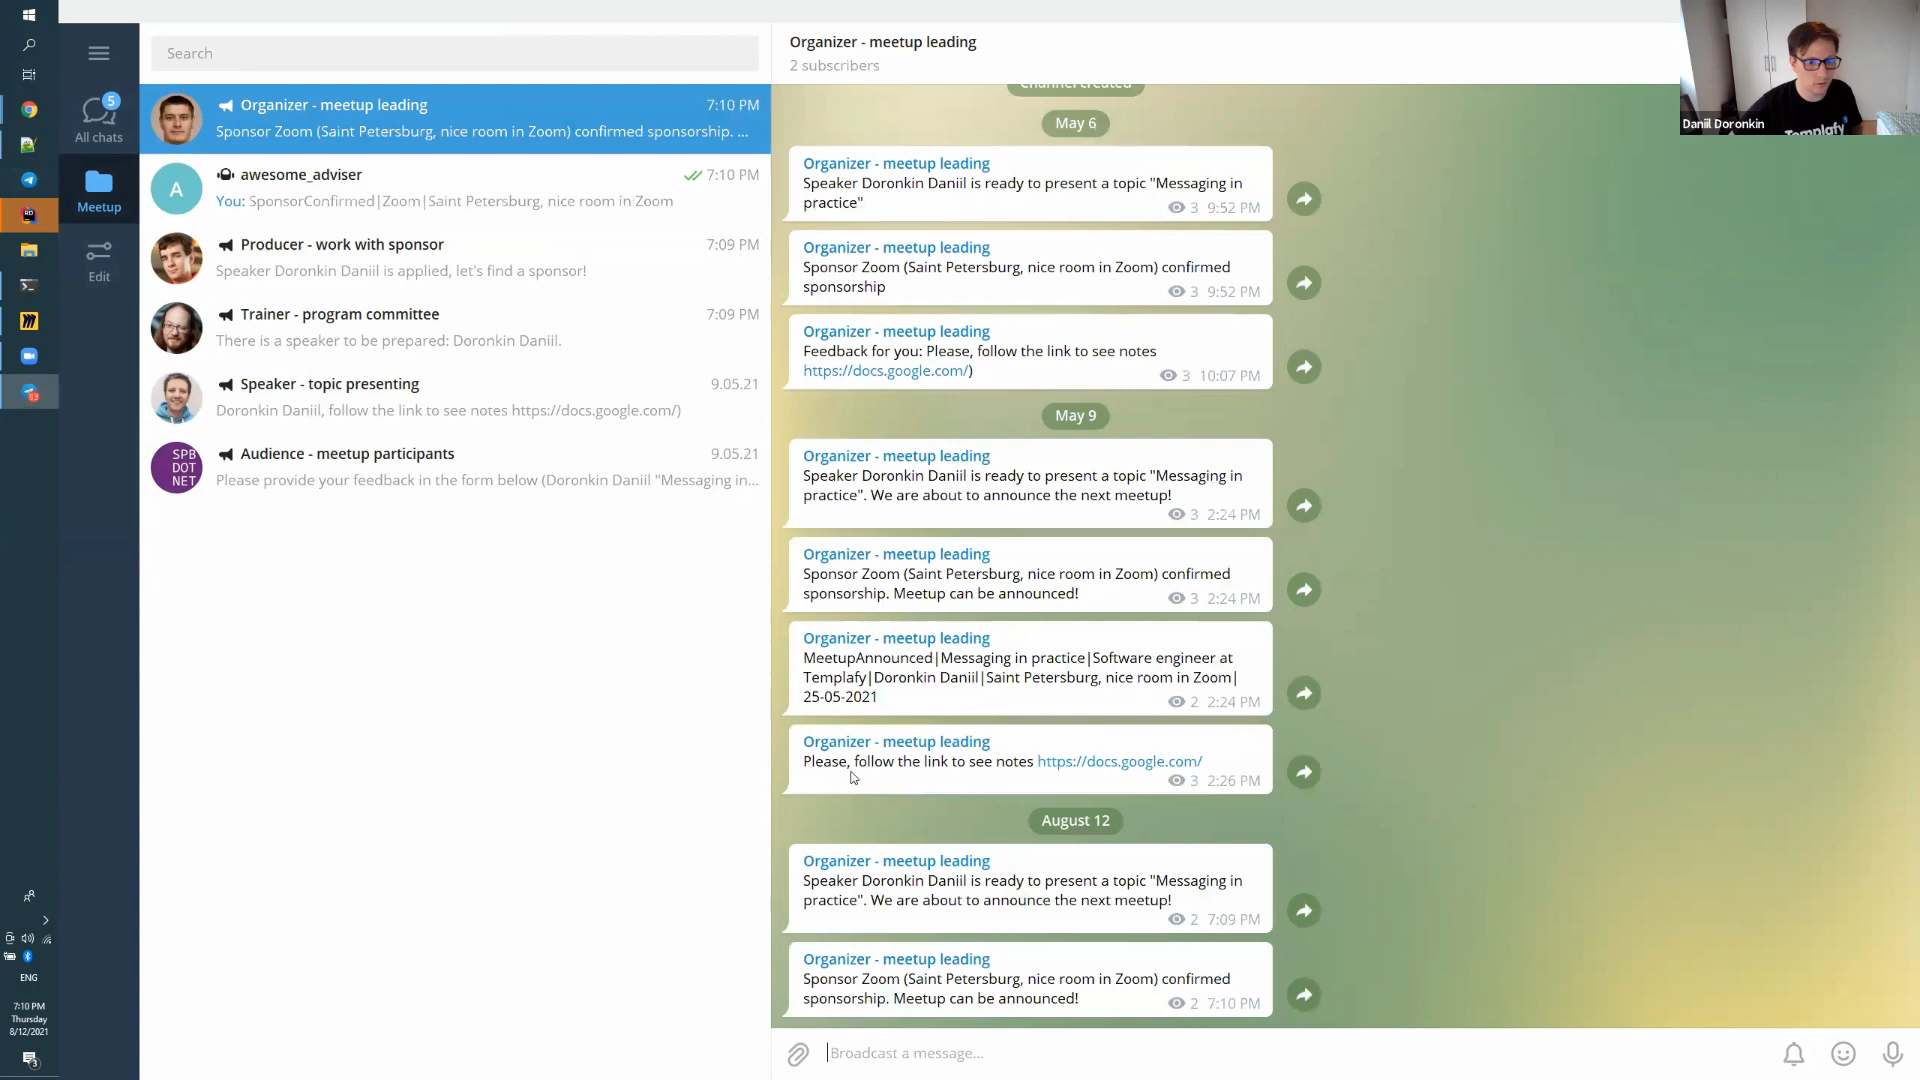 Search
5
All chats
Meetup
Edit
Organizer - meetup leading
7:10 PM
Sponsor Zoom (Saint Petersburg, nice room in Zoom) confirmed sponsorship. ...
A
awesome_adviser
7:10 PM
You: SponsorConfirmed|Zoom|Saint Petersburg, nice room in Zoom
Producer - work with sponsor
7:09 PM
Speaker Doronkin Daniil is applied, let's find a sponsor!
Trainer - program committee
7:09 PM
There is a speaker to be prepared: Doronkin Daniil.
Speaker - topic presenting
9.05.21
Doronkin Daniil, follow the link to see notes https://docs.google.com/)
SPB
DOT
NET
Audience - meetup participants
9.05.21
Please provide your feedback in the form below (Doronkin Daniil "Messaging in...
Organizer - meetup leading
2 subscribers
Channel created
May 6
Organizer - meetup leading
Speaker Doronkin Daniil is ready to present a topic "Messaging in
practice"
3 9:52 PM
Organizer - meetup leading
Sponsor Zoom (Saint Petersburg, nice room in Zoom) confirmed
sponsorship
3 9:52 PM
Organizer - meetup leading
Feedback for you: Please, follow the link to see notes
https://docs.google.com/)
3 10:07 PM
May 9
Organizer - meetup leading
Speaker Doronkin Daniil is ready to present a topic "Messaging in
practice". We are about to announce the next meetup!
3 2:24 PM
Organizer - meetup leading
Sponsor Zoom (Saint Petersburg, nice room in Zoom) confirmed
sponsorship. Meetup can be announced!
3 2:24 PM
Organizer - meetup leading
MeetupAnnounced|Messaging in practice|Software engineer at
Templafy|Doronkin Daniil|Saint Petersburg, nice room in Zoom|
25-05-2021
2 2:24 PM
Organizer - meetup leading
Please, follow the link to see notes https://docs.google.com/
3 2:26 PM
August 12
Organizer - meetup leading
Speaker Doronkin Daniil is ready to present a topic "Messaging in
practice". We are about to announce the next meetup!
2 7:09 PM
Organizer - meetup leading
Sponsor Zoom (Saint Petersburg, nice room in Zoom) confirmed
sponsorship. Meetup can be announced!
2 7:10 PM
Broadcast a message...
Daniil Doronkin
Templafy
RD
93
ENG
7:10 PM
Thursday
8/12/2021
3